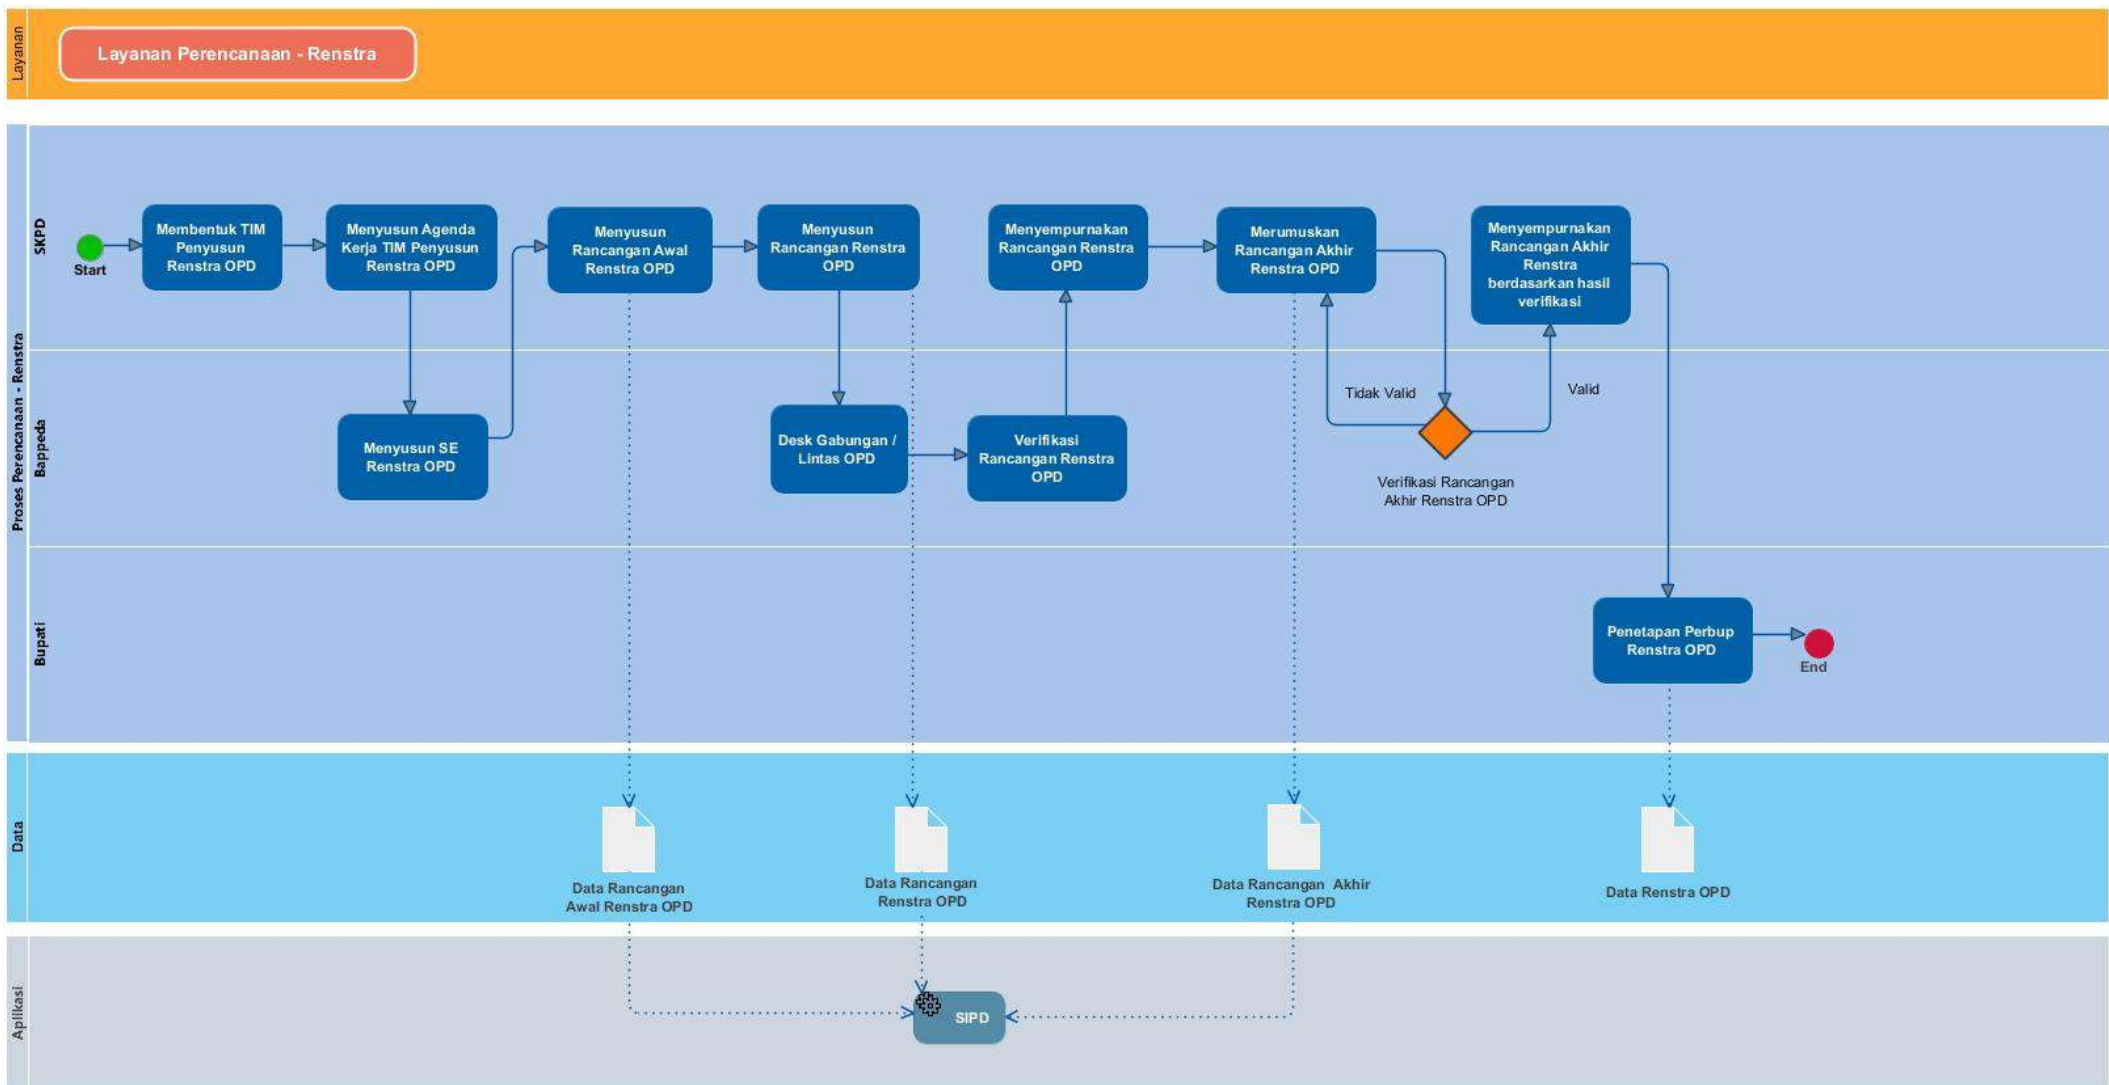 Layanan
Layanan Perencanaan - Renstra
Proses Perencanaan - Renstra
SKPD
Start
Membentuk TIM
Penyusun
Renstra OPD
Menyusun Agenda
Kerja TIM Penyusun
Renstra OPD
Menyusun
Rancangan Awal
Renstra OPD
Menyusun
Rancangan Renstra
OPD
Menyempurnakan
Rancangan Renstra
OPD
Merumuskan
Rancangan Akhir
Renstra OPD
Menyempurnakan
Rancangan Akhir
Renstra
berdasarkan hasil
verifikasi
Bappeda
Menyusun SE
Renstra OPD
Desk Gabungan /
Lintas OPD
Verifikasi
Rancangan Renstra
OPD
Tidak Valid
Valid
Verifikasi Rancangan
Akhir Renstra OPD
Bupati
Penetapan Perbup
Renstra OPD
End
Data
Data Rancangan
Awal Renstra OPD
Data Rancangan
Renstra OPD
Data Rancangan  Akhir
Renstra OPD
Data Renstra OPD
Aplikasi
SIPD